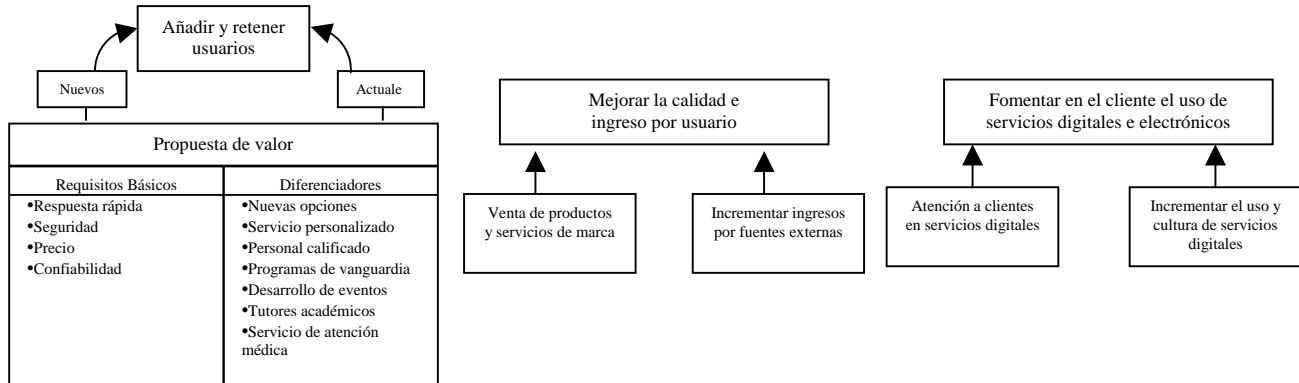 Añadir y retener
usuarios
Nuevos
Actuale
Propuesta de valor
Requisitos Básicos
•Respuesta rápida
•Seguridad
•Precio
•Confiabilidad
Diferenciadores
•Nuevas opciones
•Servicio personalizado
•Personal calificado
•Programas de vanguardia
•Desarrollo de eventos
•Tutores académicos
•Servicio de atención
médica
Mejorar la calidad e
ingreso por usuario
Venta de productos
y servicios de marca
Incrementar ingresos
por fuentes externas
Fomentar en el cliente el uso de
servicios digitales e electrónicos
Atención a clientes
en servicios digitales
Incrementar el uso y
cultura de servicios
digitales